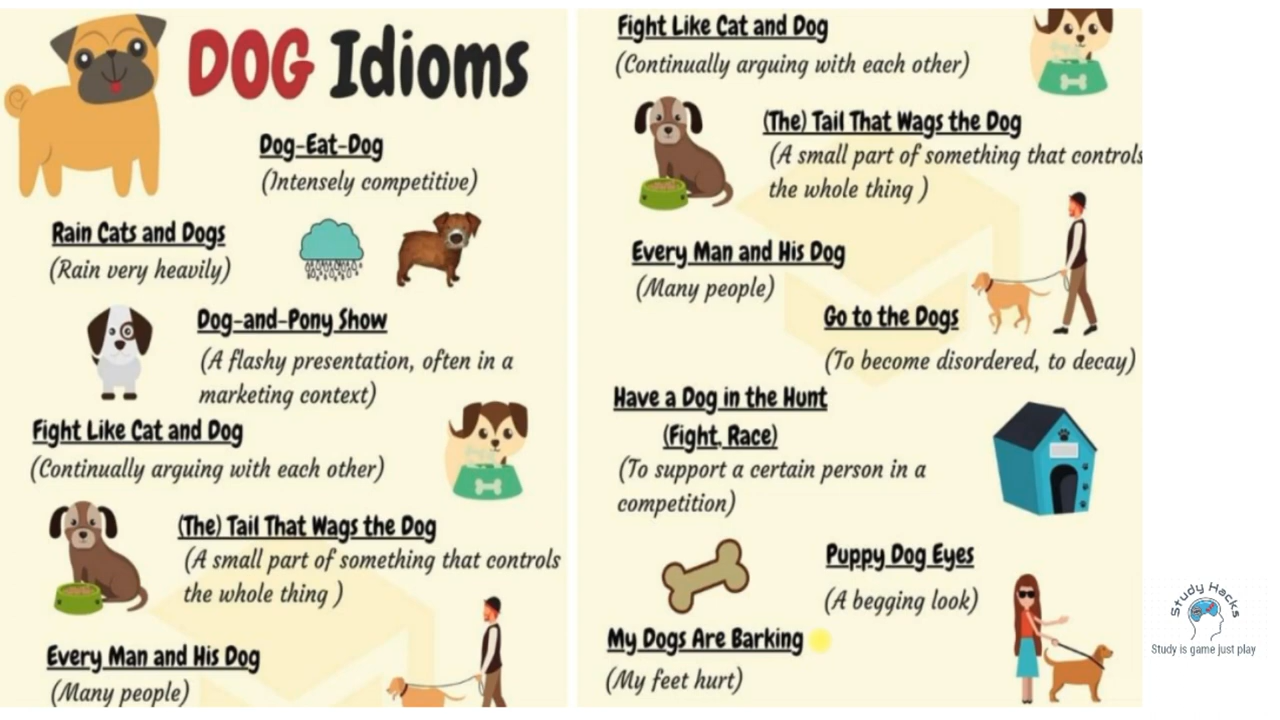 DOG Idioms
Dog-Eat-Dog
(Intensely competitive)
Rain Cats and Dogs
(Rain very heavily)
Dog-and-Pony Show
(A flashy presentation, often in a
marketing context)
Fight Like Cat and Dog
(Continually arguing with each other)
(The) Tail That Wags the Dog
(A small part of something that controls
the whole thing )
Every Man and His Dog
(Many people)
Fight Like Cat and Dog
(Continually arguing with each other)
(The) Tail That Wags the Dog
(A small part of something that controls
the whole thing )
Every Man and His Dog
(Many people)
Go to the Dogs
(To become disordered, to decay)
Have a Dog in the Hunt
(Fight, Race)
(To support a certain person in a
competition)
Puppy Dog Eyes
(A begging look)
My Dogs Are Barking
(My feet hurt)
Study Hacks
Study is game just play